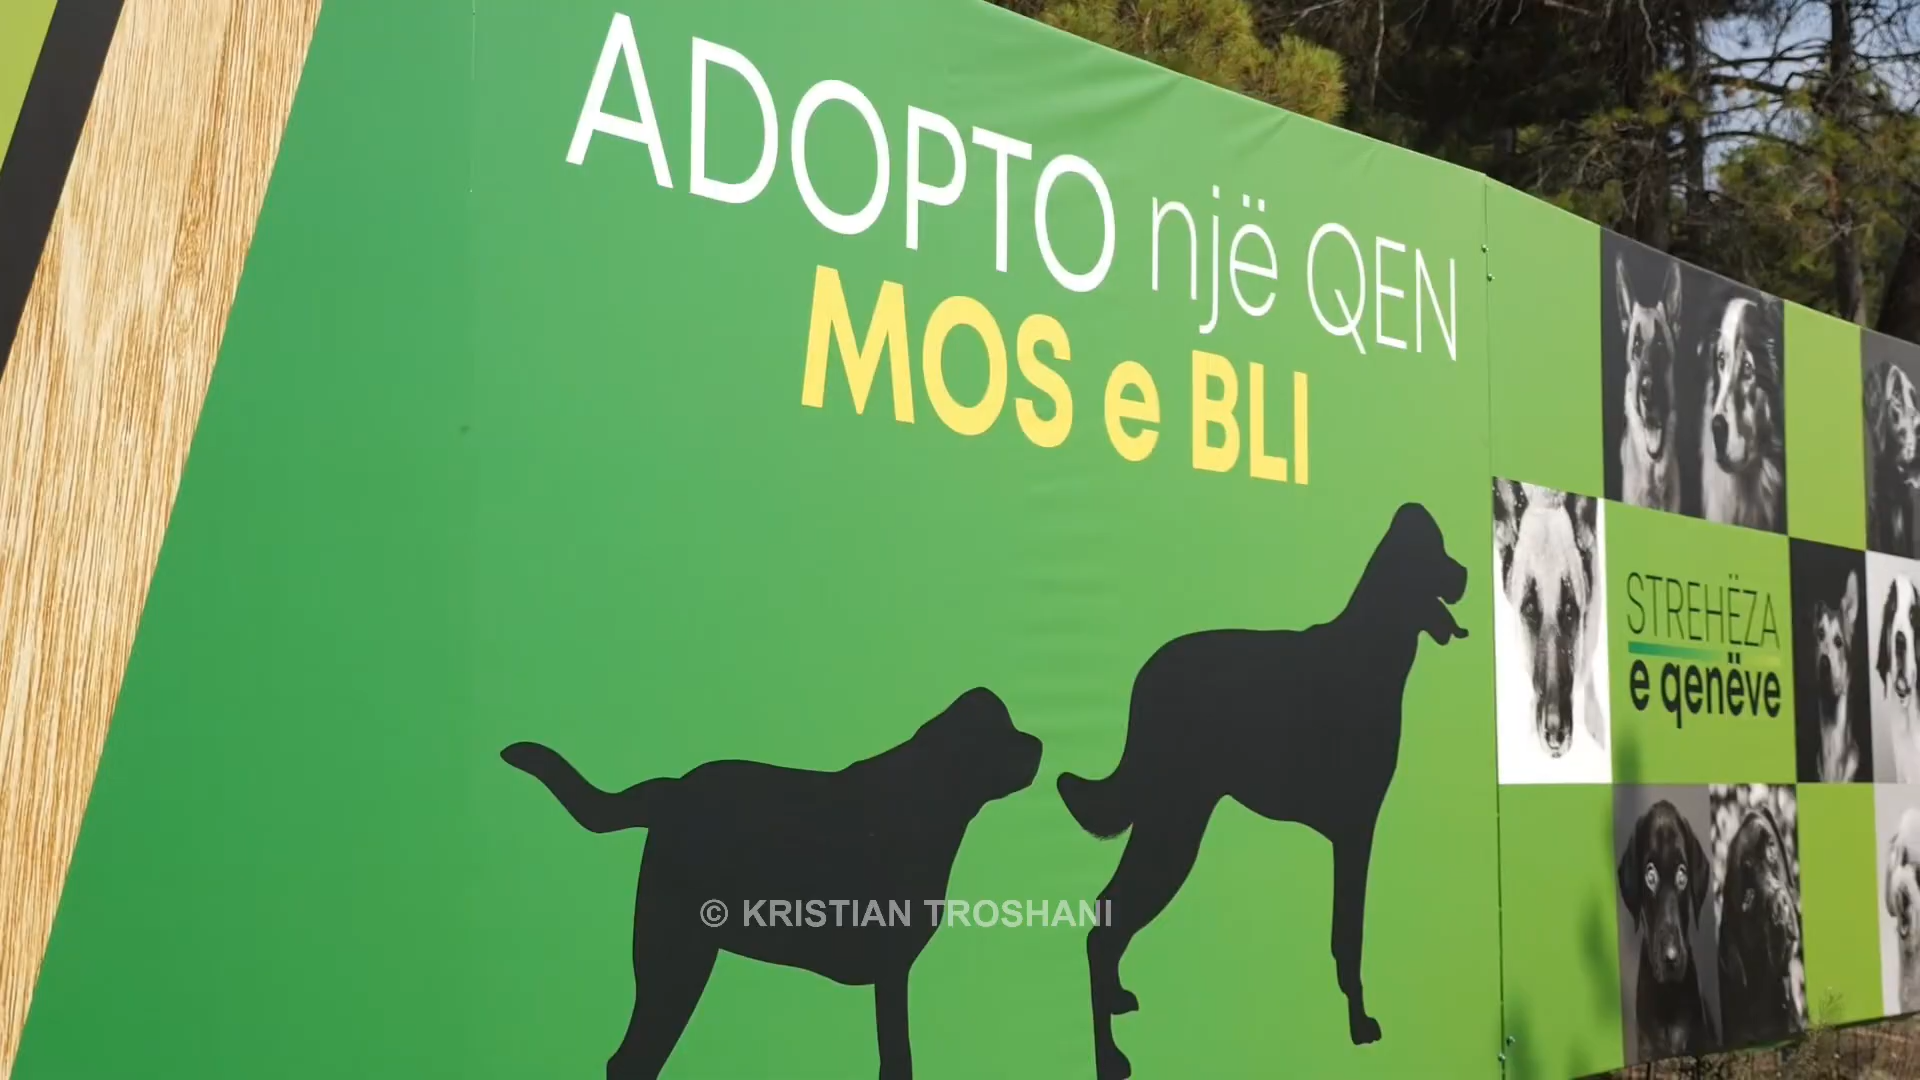 ADOPTO një QEN
MOS e BLI
STREHËZA
e qenëve
© KRISTIAN TROSHANI